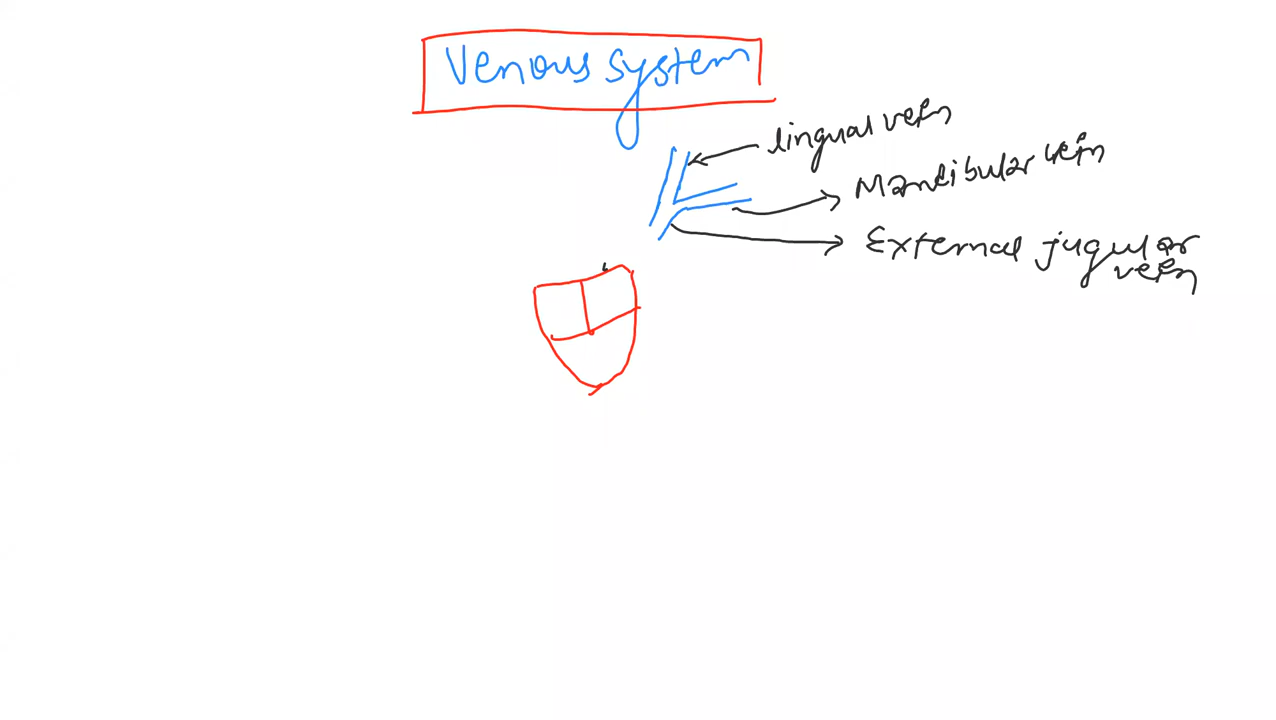 Venous system
lingual vein
Mandibular vein
External jugular
vein